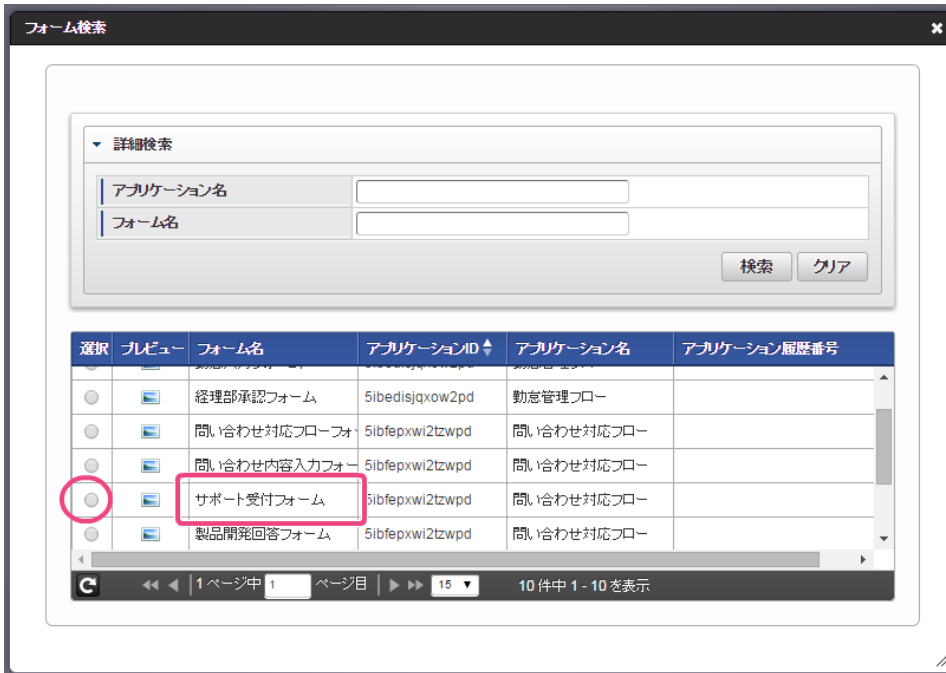 フォーム検索
詳細検索
アプリケーション名
フォーム名
検索 クリア
選択 プレビュー フォーム名 アプリケーションID アプリケーション名 アプリケーション履歴番号
経理部承認フォーム 5ibedisjqxow2pd 勤怠管理フロー
問い合わせ対応フローフォ 5ibfepxwi2tzwpd 問い合わせ対応フロー
問い合わせ内容入力フォー 5ibfepxwi2tzwpd 問い合わせ対応フロー
サポート受付フォーム 5ibfepxwi2tzwpd 問い合わせ対応フロー
製品開発回答フォーム 5ibfepxwi2tzwpd 問い合わせ対応フロー
1 ページ中 1 ページ目 15 10 件中 1 - 10 を表示